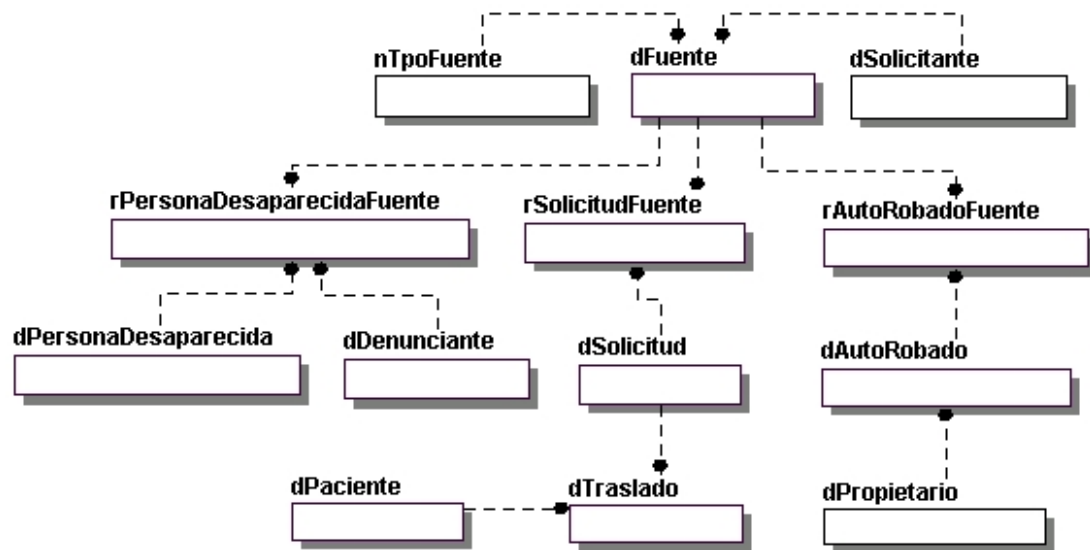 nTpoFuente
dFuente
dSolicitante
rPersonaDesaparecidaFuente
rSolicitudFuente
rAutoRobadoFuente
dPersonaDesaparecida
dDenunciante
dSolicitud
dAutoRobado
dPaciente
dTraslado
dPropietario